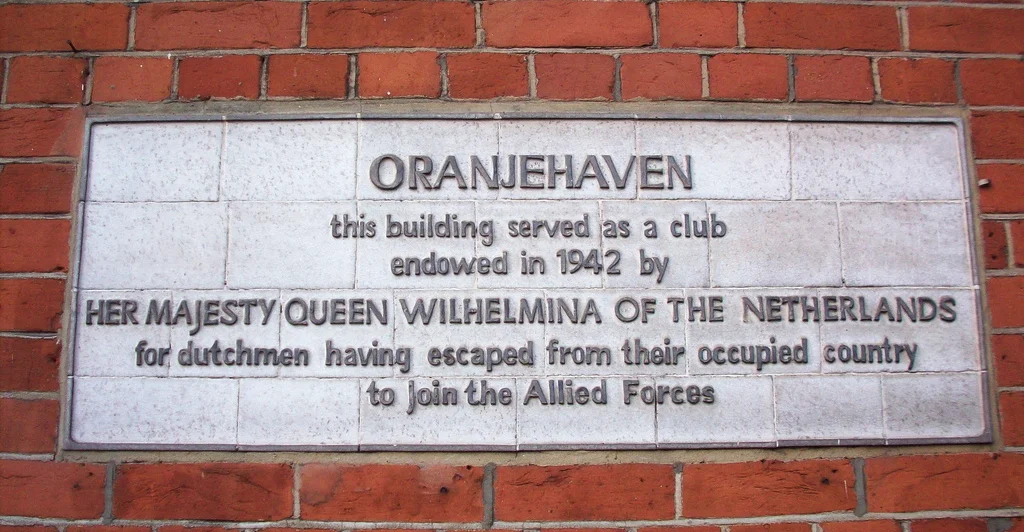 ORANJEHAVEN
this building served as a club
endowed in 1942 by
HER MAJESTY QUEEN WILHELMINA OF THE NETHERLANDS
for dutchmen having escaped from their occupied country
to join the Allied Forces